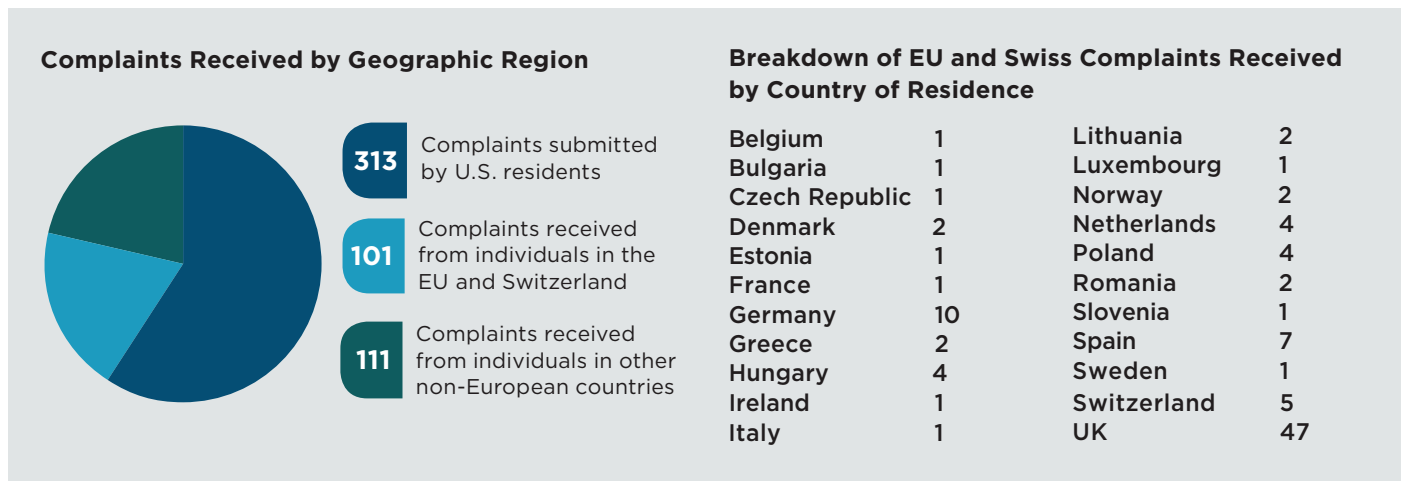 Complaints Received by Geographic Region
313
Complaints submitted
by U.S. residents
101
Complaints received
from individuals in the
EU and Switzerland
111
Complaints received
from individuals in other
non-European countries
Breakdown of EU and Swiss Complaints Received
by Country of Residence
Belgium 1
Bulgaria 1
Czech Republic 1
Denmark 2
Estonia 1
France 1
Germany 10
Greece 2
Hungary 4
Ireland 1
Italy 1
Lithuania 2
Luxembourg 1
Norway 2
Netherlands 4
Poland 4
Romania 2
Slovenia 1
Spain 7
Sweden 1
Switzerland 5
UK 47